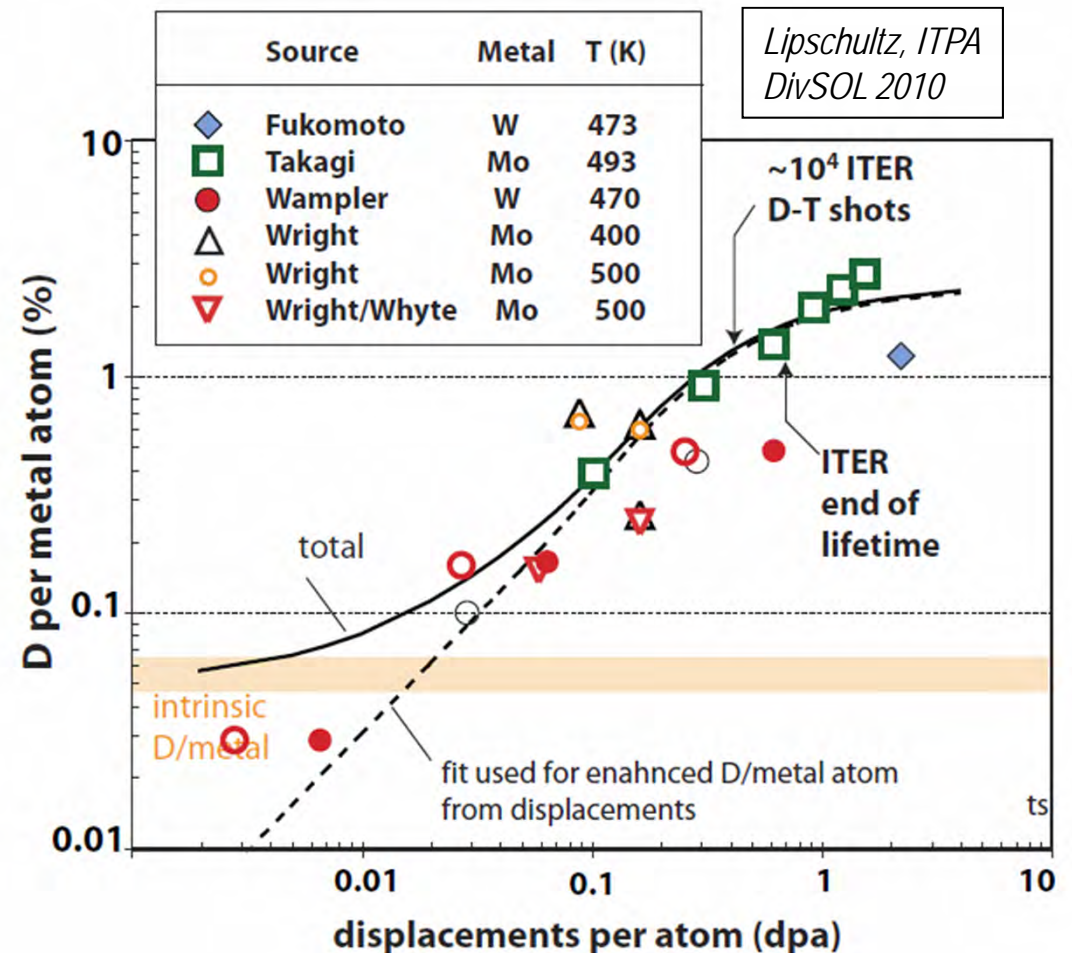 Source Metal T (K)
Fukomoto W 473
Takagi Mo 493
Wampler W 470
Wright Mo 400
Wright Mo 500
Wright/Whyte Mo 500
Lipschultz, ITPA
DivSOL 2010
10
1
0.1
0.01
D per metal atom (%)
~10⁴ ITER
D-T shots
ITER
end of
lifetime
total
intrinsic
D/metal
fit used for enahnced D/metal atom
from displacements
ts
0.01
0.1
1
10
displacements per atom (dpa)